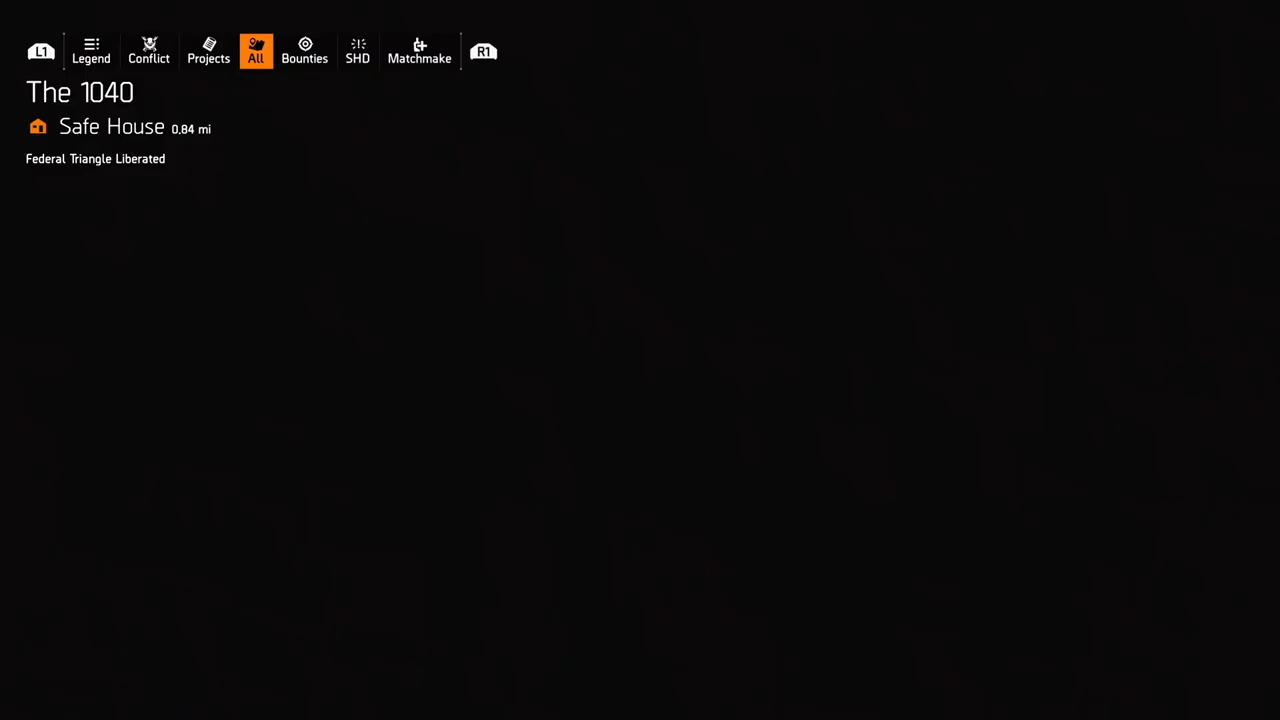 L1 Legend Conflict Projects All Bounties SHD Matchmake R1
The 1040
Safe House 0.84 mi
Federal Triangle Liberated